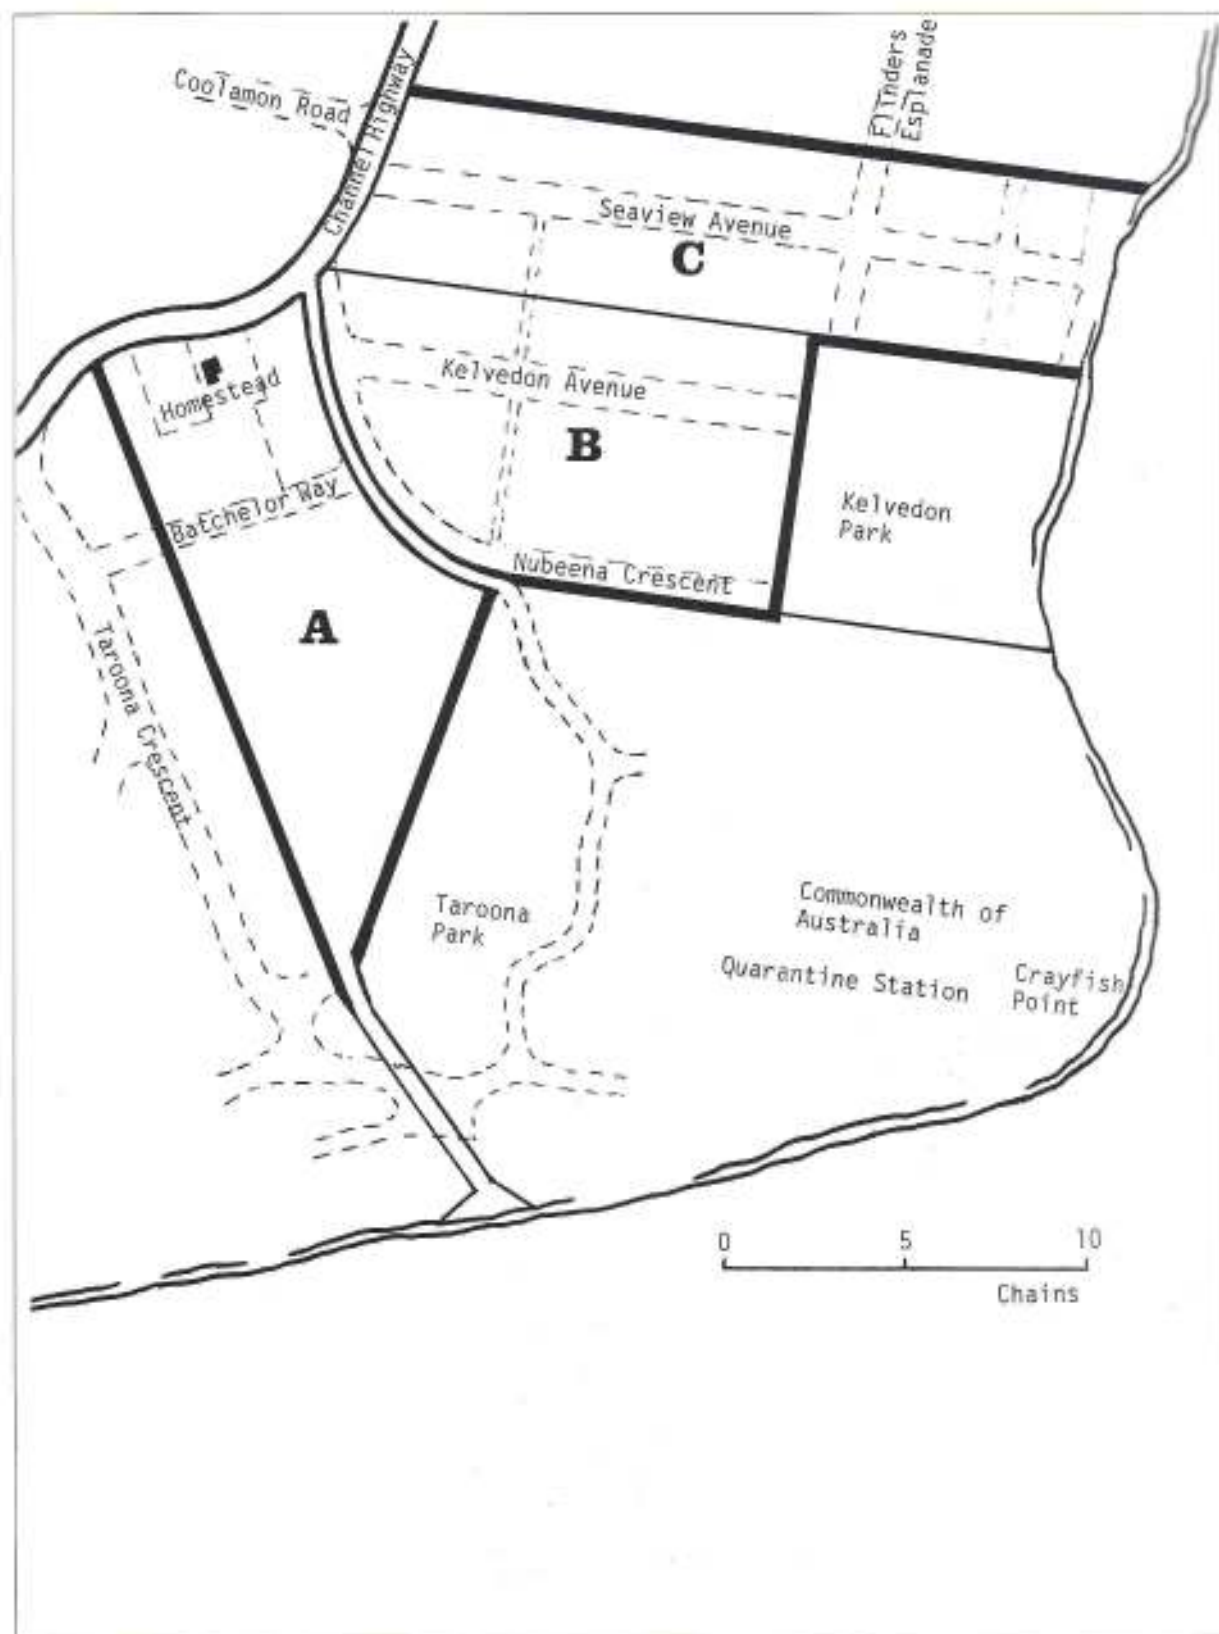 Coolamon Road
Channel Highway
Flinders
Esplanade
Seaview Avenue
C
Kelvedon Avenue
Homestead
B
Batchelor Way
Kelvedon
Park
Nubeena Crescent
A
Taroona Crescent
Taroona
Park
Commonwealth of
Australia
Quarantine Station
Crayfish
Point
0 5 10
Chains